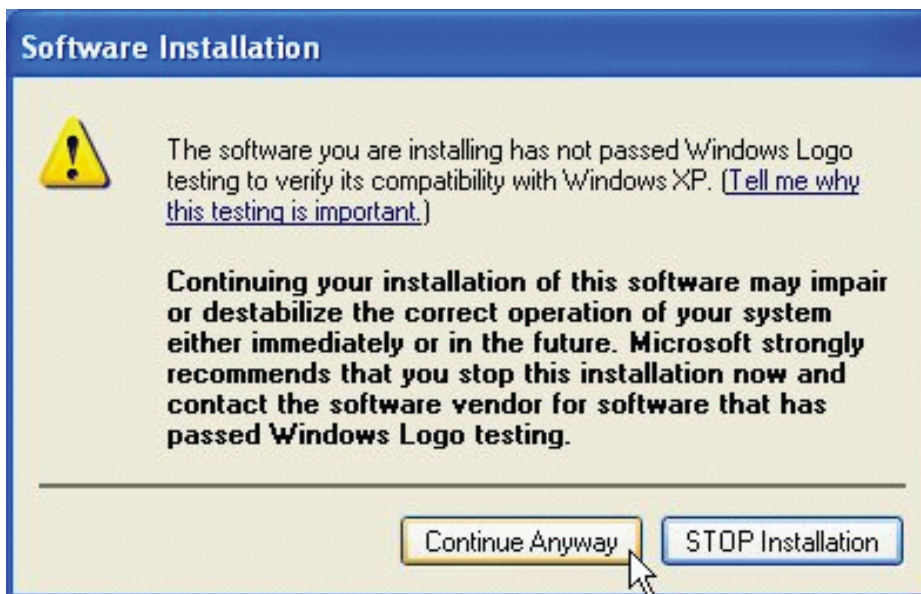 Software Installation
The software you are installing has not passed Windows Logo
testing to verify its compatibility with Windows XP. (Tell me why
this testing is important.)
Continuing your installation of this software may impair
or destabilize the correct operation of your system
either immediately or in the future. Microsoft strongly
recommends that you stop this installation now and
contact the software vendor for software that has
passed Windows Logo testing.
Continue Anyway
STOP Installation